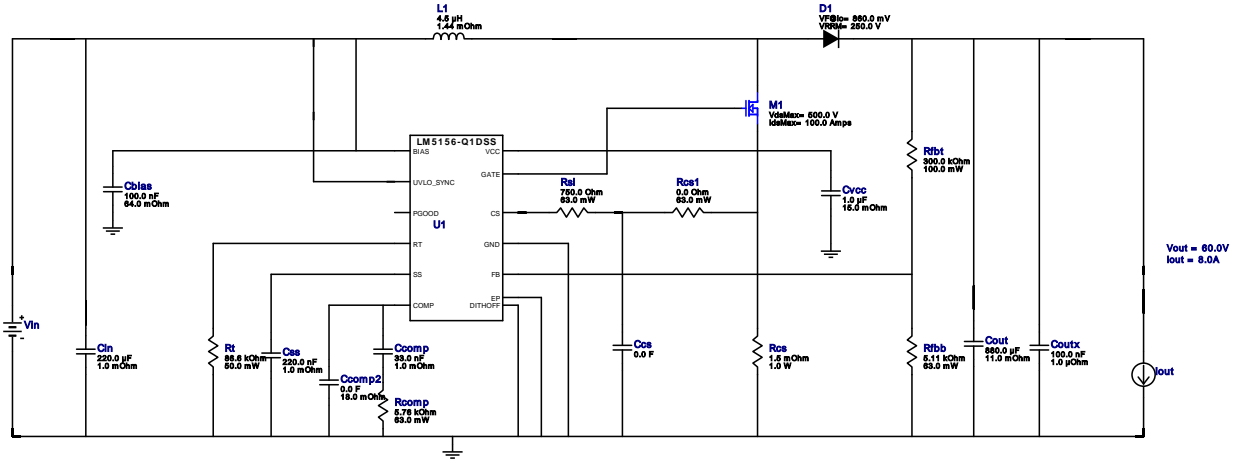 L1
4.5 µH
1.44 mOhm
D1
VF@Io= 860.0 mV
VRRM= 250.0 V
M1
VdsMax= 500.0 V
IdsMax= 100.0 Amps
LM5156-Q1DSS
BIAS
VCC
UVLO_SYNC
GATE
PGOOD
CS
U1
RT
GND
SS
FB
EP
COMP
DITHOFF
Cbias
100.0 nF
64.0 mOhm
Rsl
750.0 Ohm
63.0 mW
Rcs1
0.0 Ohm
63.0 mW
Cvcc
1.0 µF
15.0 mOhm
Rfbt
300.0 kOhm
100.0 mW
Vout = 60.0V
Iout = 8.0A
+
Vin
-
Cin
220.0 µF
1.0 mOhm
Rt
86.6 kOhm
50.0 mW
Css
220.0 nF
1.0 mOhm
Ccomp
33.0 nF
1.0 mOhm
Ccomp2
0.0 F
18.0 mOhm
Rcomp
5.76 kOhm
63.0 mW
Ccs
0.0 F
Rcs
1.5 mOhm
1.0 W
Rfbb
5.11 kOhm
63.0 mW
Cout
680.0 µF
11.0 mOhm
Coutx
100.0 nF
1.0 µOhm
Iout